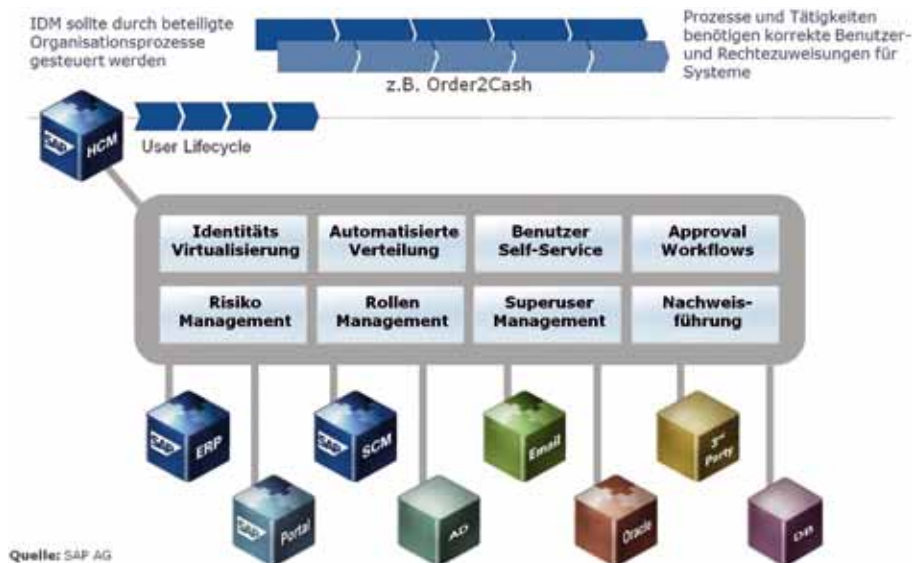 IDM sollte durch beteiligte
Organisationsprozesse
gesteuert werden
z.B. Order2Cash
Prozesse und Tätigkeiten
benötigen korrekte Benutzer-
und Rechtezuweisungen für
Systeme
SAP HCM
User Lifecycle
Identitäts
Virtualisierung
Automatisierte
Verteilung
Benutzer
Self-Service
Approval
Workflows
Risiko
Management
Rollen
Management
Superuser
Management
Nachweis-
führung
SAP ERP
SAP SCM
Email
3rd
Party
SAP Portal
AD
Oracle
DB
Quelle: SAP AG